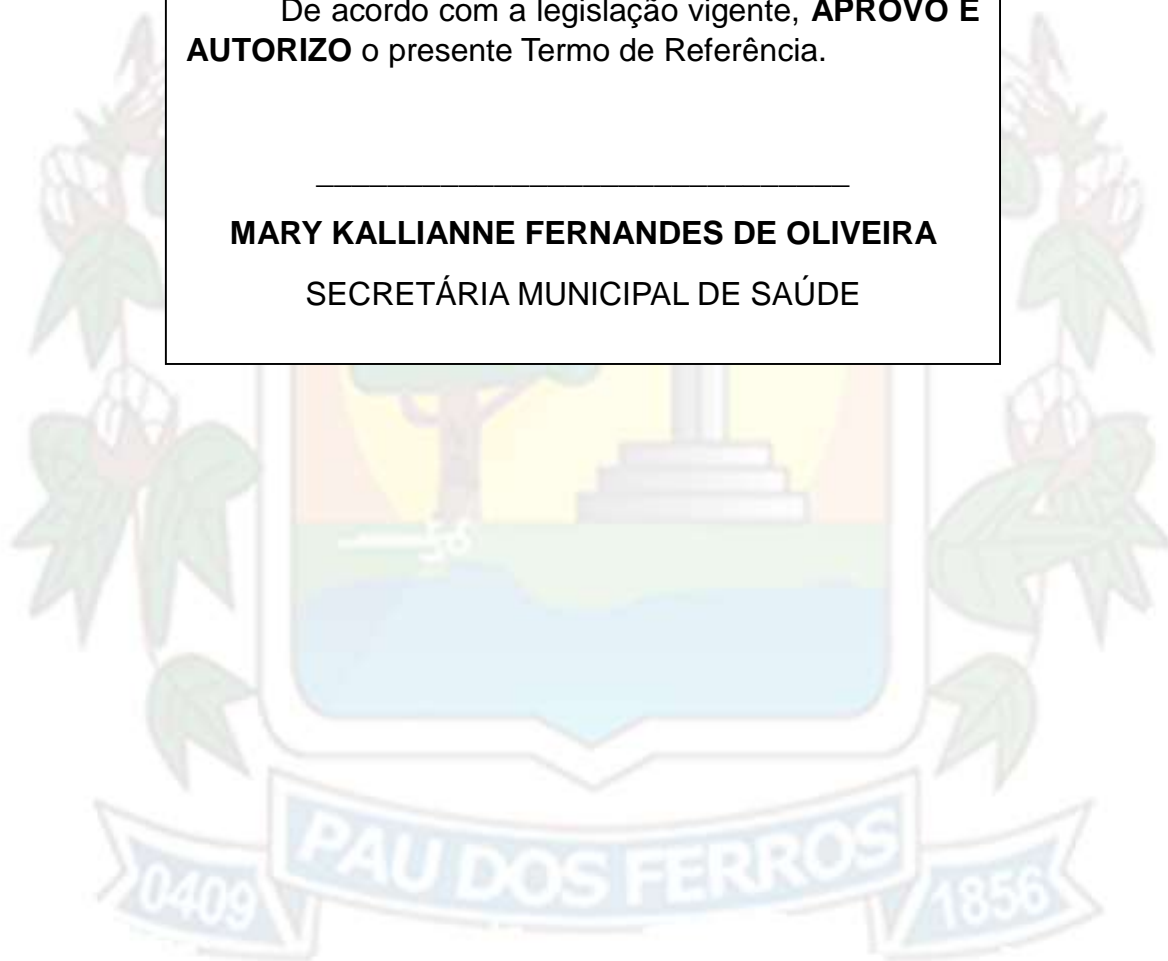 De acordo com a legislação vigente, APROVO E
AUTORIZO o presente Termo de Referência.
MARY KALLIANNE FERNANDES DE OLIVEIRA
SECRETÁRIA MUNICIPAL DE SAÚDE
PAU DOS FERROS
0409
1856